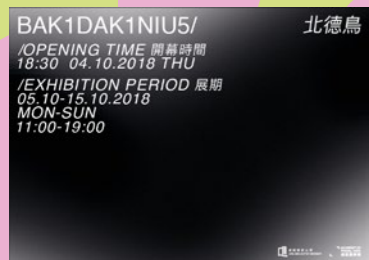 BAK1DAK1NIU5/
北德鳥
/OPENING TIME 開幕時間
18:30 04.10.2018 THU
/EXHIBITION PERIOD 展期
05.10-15.10.2018
MON-SUN
11:00-19:00